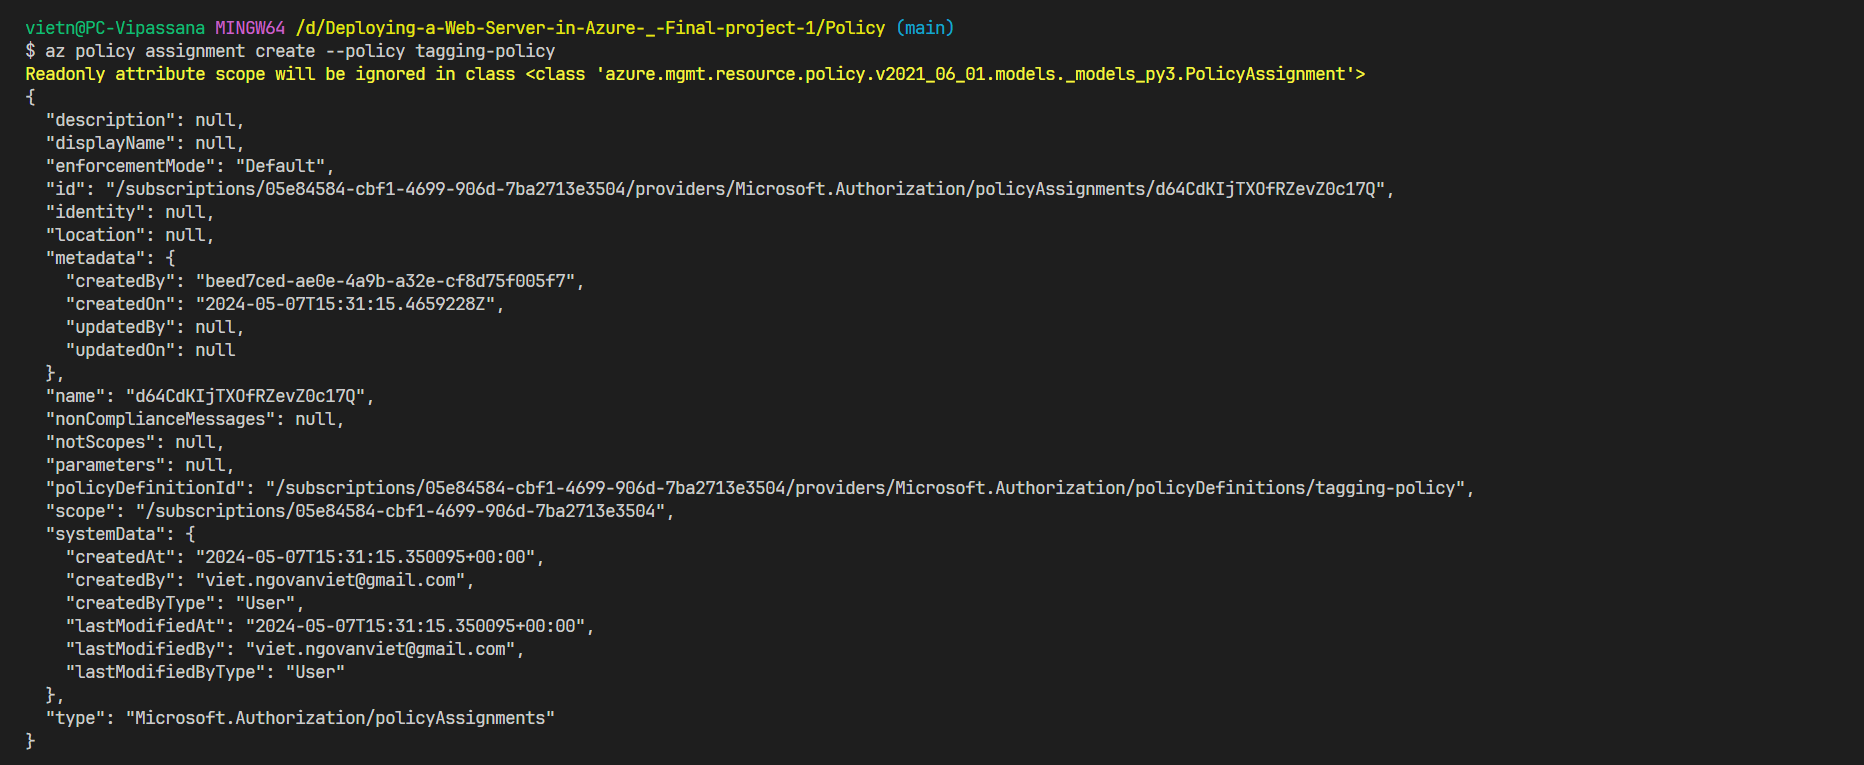 vietn@PC-Vipassana MINGW64 /d/Deploying-a-Web-Server-in-Azure-_-Final-project-1/Policy (main)
$ az policy assignment create --policy tagging-policy
Readonly attribute scope will be ignored in class <class 'azure.mgmt.resource.policy.v2021_06_01.models._models_py3.PolicyAssignment'>
{
  "description": null,
  "displayName": null,
  "enforcementMode": "Default",
  "id": "/subscriptions/05e84584-cbf1-4699-906d-7ba2713e3504/providers/Microsoft.Authorization/policyAssignments/d64CdKIjTXOfRZevZ0c17Q",
  "identity": null,
  "location": null,
  "metadata": {
    "createdBy": "beed7ced-ae0e-4a9b-a32e-cf8d75f005f7",
    "createdOn": "2024-05-07T15:31:15.4659228Z",
    "updatedBy": null,
    "updatedOn": null
  },
  "name": "d64CdKIjTXOfRZevZ0c17Q",
  "nonComplianceMessages": null,
  "notScopes": null,
  "parameters": null,
  "policyDefinitionId": "/subscriptions/05e84584-cbf1-4699-906d-7ba2713e3504/providers/Microsoft.Authorization/policyDefinitions/tagging-policy",
  "scope": "/subscriptions/05e84584-cbf1-4699-906d-7ba2713e3504",
  "systemData": {
    "createdAt": "2024-05-07T15:31:15.350095+00:00",
    "createdBy": "viet.ngovanviet@gmail.com",
    "createdByType": "User",
    "lastModifiedAt": "2024-05-07T15:31:15.350095+00:00",
    "lastModifiedBy": "viet.ngovanviet@gmail.com",
    "lastModifiedByType": "User"
  },
  "type": "Microsoft.Authorization/policyAssignments"
}